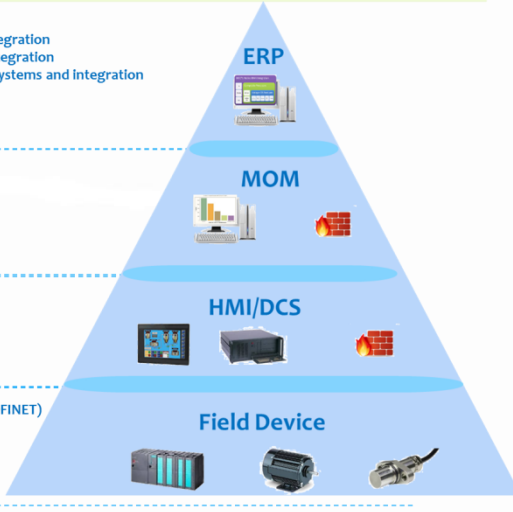 egration
egration
ystems and integration
ERP
MOM
HMI/DCS
FINET)
Field Device